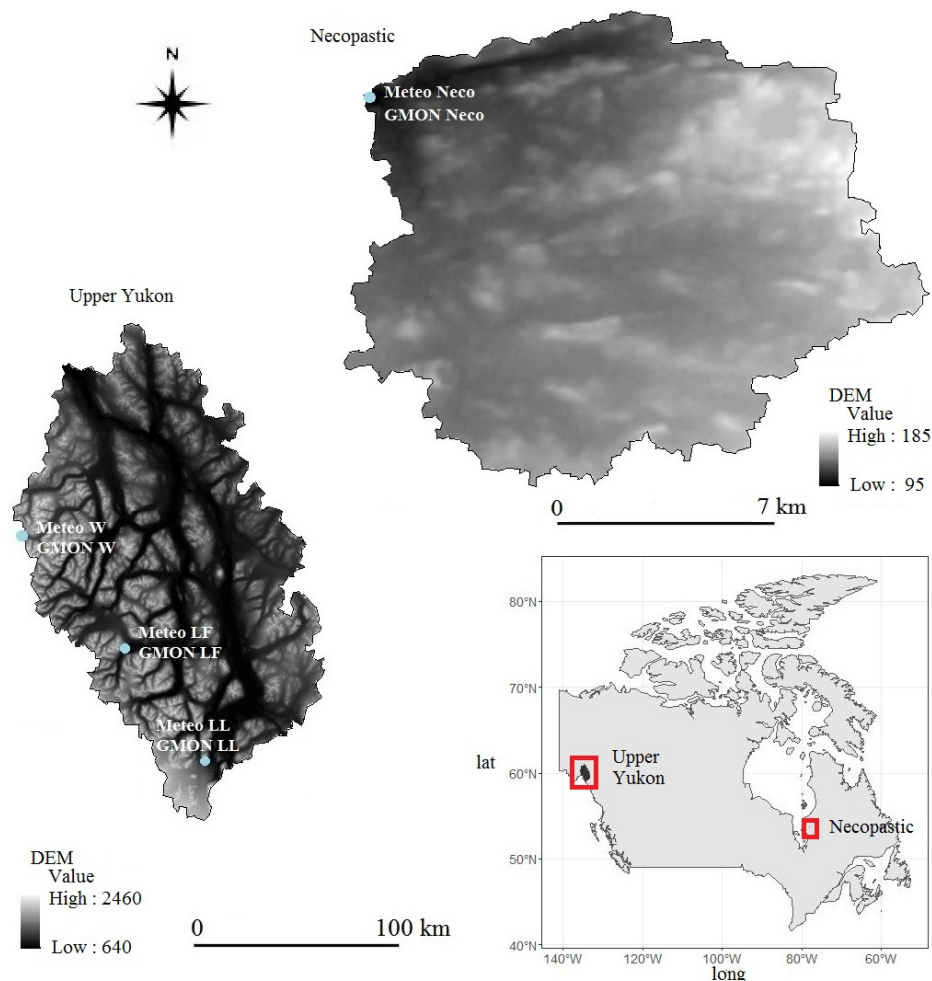 Necopastic
N
Meteo Neco
GMON Neco
Upper Yukon
DEM
Value
High : 185
Low : 95
0 7 km
Meteo W
GMON W
Meteo LF
GMON LF
Meteo LL
GMON LL
DEM
Value
High : 2460
Low : 640
0 100 km
80°N
70°N
60°N
50°N
40°N
lat
Upper
Yukon
Necopastic
140°W 120°W 100°W 80°W 60°W
long